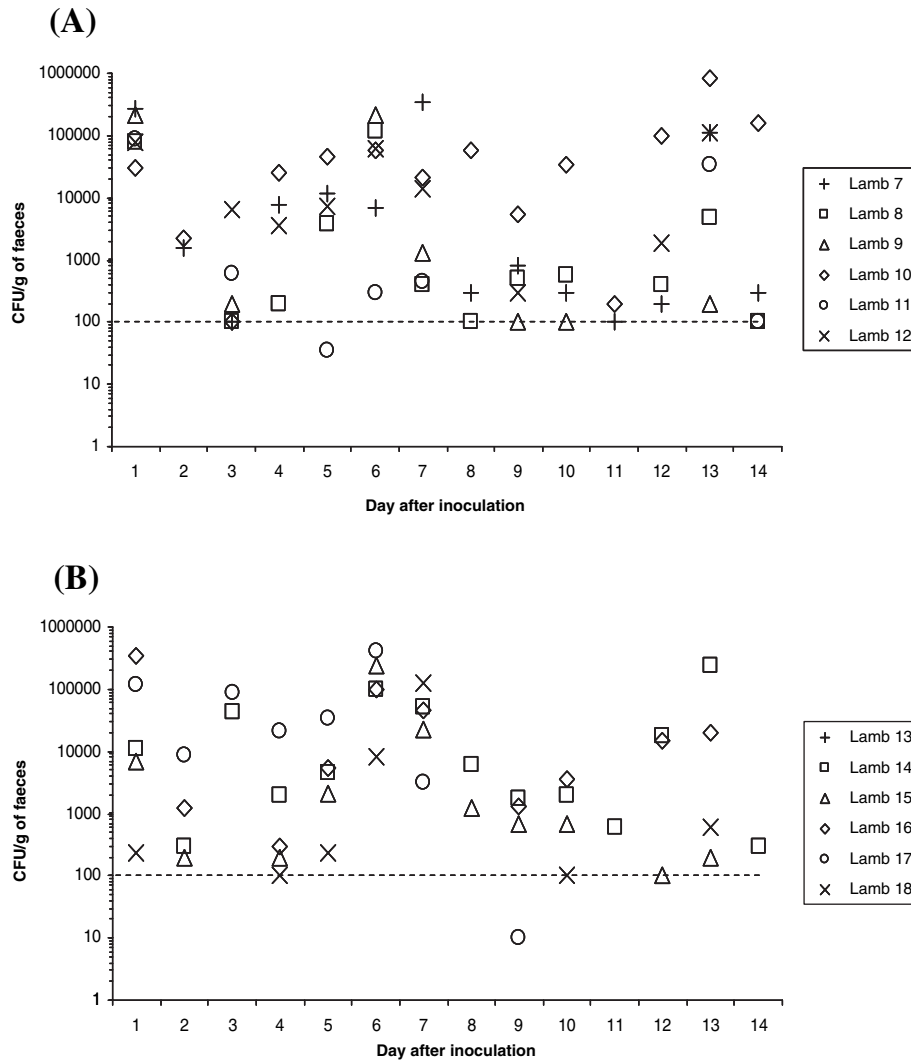 (A)
1000000
100000
10000
1000
100
10
1
CFU/g of faeces
1 2 3 4 5 6 7 8 9 10 11 12 13 14
Day after inoculation
Lamb 7
Lamb 8
Lamb 9
Lamb 10
Lamb 11
Lamb 12
(B)
1000000
100000
10000
1000
100
10
1
CFU/g of faeces
1 2 3 4 5 6 7 8 9 10 11 12 13 14
Day after inoculation
Lamb 13
Lamb 14
Lamb 15
Lamb 16
Lamb 17
Lamb 18